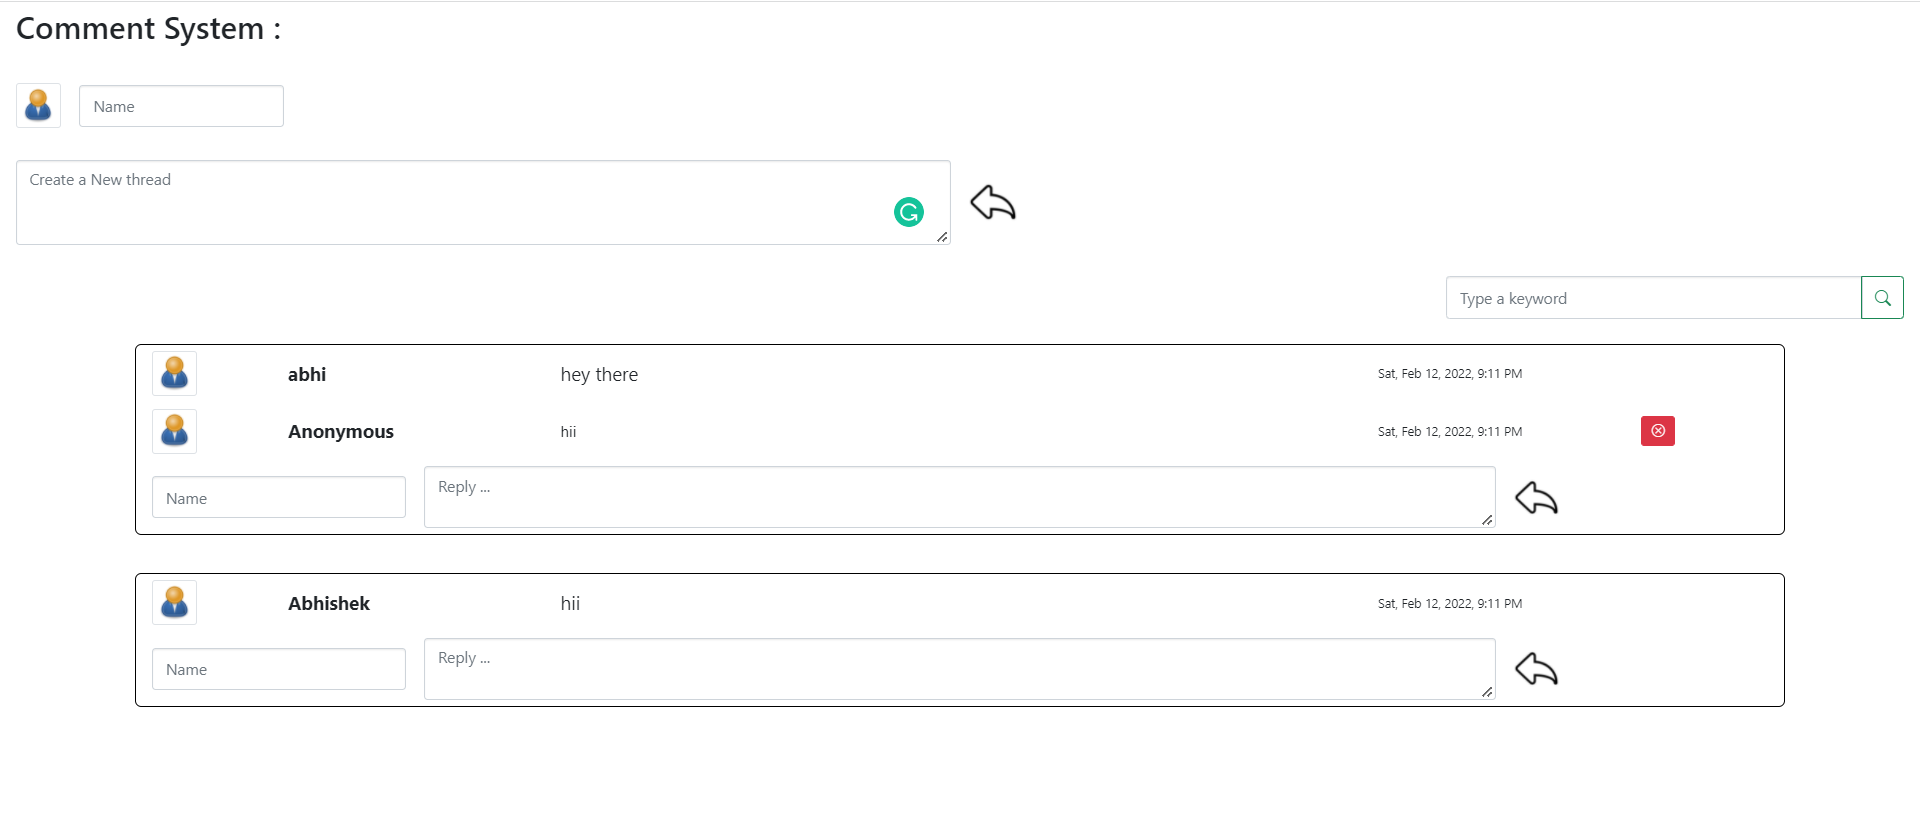 Comment System :
Name
Create a New thread
Type a keyword
abhi hey there Sat, Feb 12, 2022, 9:11 PM
Anonymous hii Sat, Feb 12, 2022, 9:11 PM
Name Reply ...
Abhishek hii Sat, Feb 12, 2022, 9:11 PM
Name Reply ...